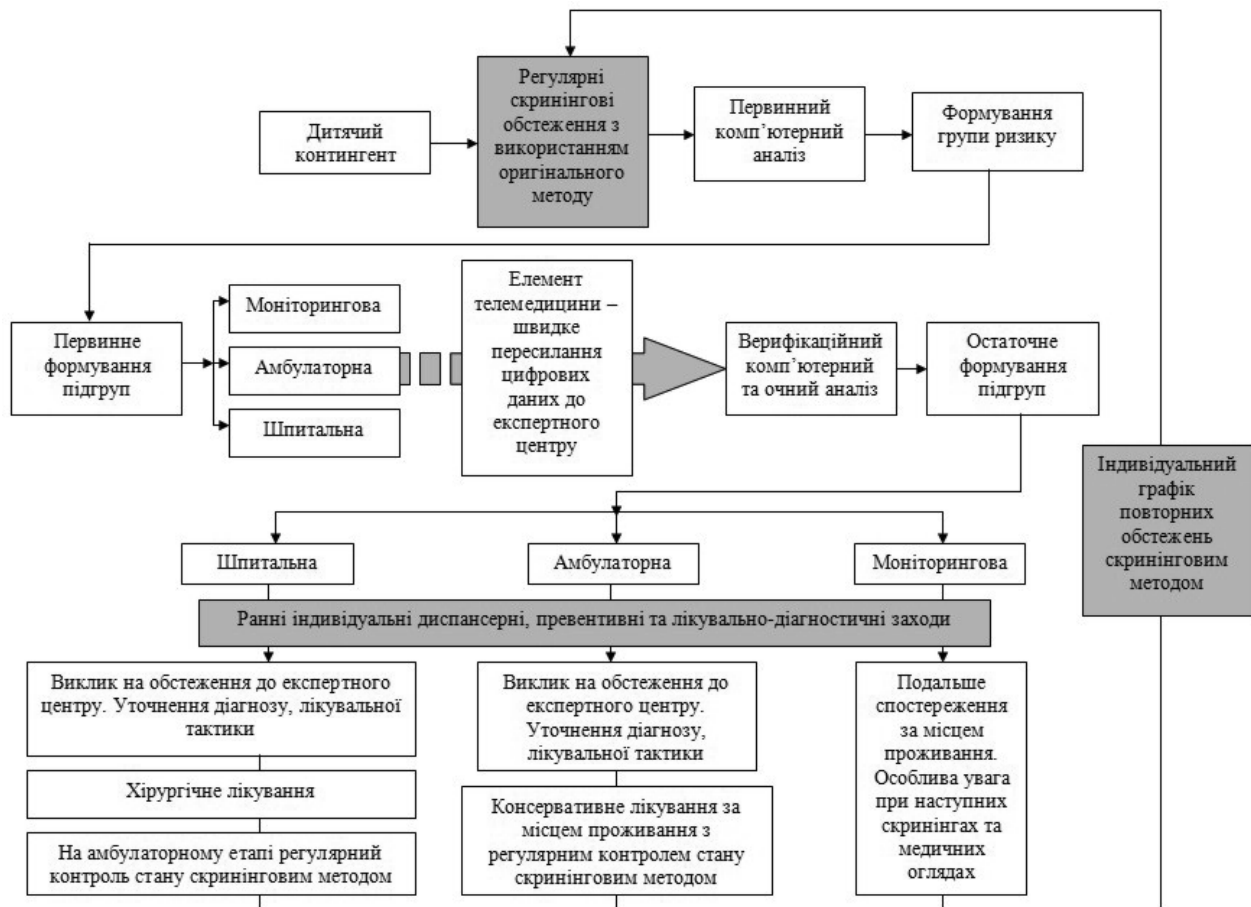 Дитячий
контингент
Регулярні
скринінгові
обстеження з
використанням
оригінального
методу
Первинний
комп’ютерний
аналіз
Формування
групи ризику
Первинне
формування
підгруп
Моніторингова
Амбулаторна
Шпитальна
Елемент
телемедицини –
швидке
пересилання
цифрових
даних до
експертного
центру
Верифікаційний
комп’ютерний
та очний аналіз
Остаточне
формування
підгруп
Індивідуальний
графік
повторних
обстежень
скринінговим
методом
Шпитальна
Амбулаторна
Моніторингова
Ранні індивідуальні диспансерні, превентивні та лікувально-діагностичні заходи
Виклик на обстеження до експертного
центру. Уточнення діагнозу, лікувальної
тактики
Хірургічне лікування
На амбулаторному етапі регулярний
контроль стану скринінговим методом
Виклик на обстеження до
експертного центру.
Уточнення діагнозу,
лікувальної тактики
Консервативне лікування за
місцем проживання з
регулярним контролем стану
скринінговим методом
Подальше
спостереження
за місцем
проживання.
Особлива увага
при наступних
скринінгах та
медичних
оглядах